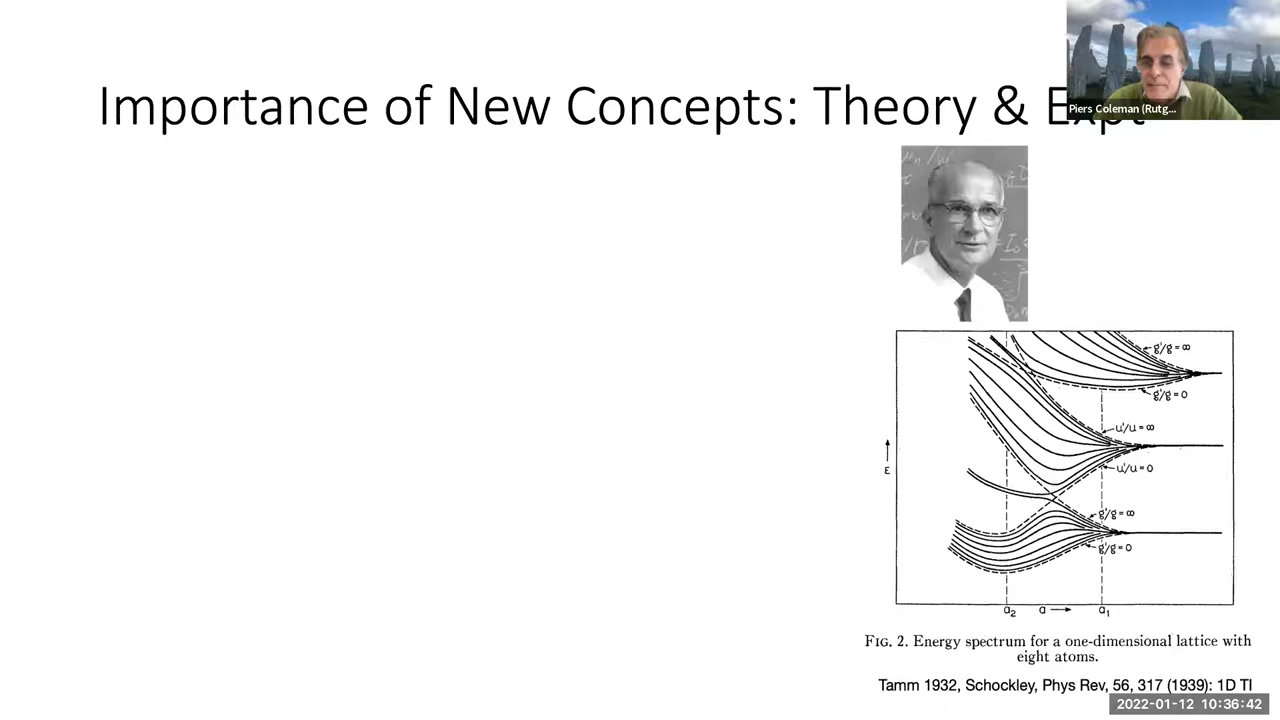 Importance of New Concepts: Theory & Expt
Piers Coleman (Rutg...
g'/g = ∞
g'/g = 0
u'/u = ∞
u'/u = 0
g'/g = ∞
g'/g = 0
E
a₂ a a₁
FIG. 2. Energy spectrum for a one-dimensional lattice with
eight atoms.
Tamm 1932, Schockley, Phys Rev, 56, 317 (1939): 1D TI
2022-01-12 10:36:42